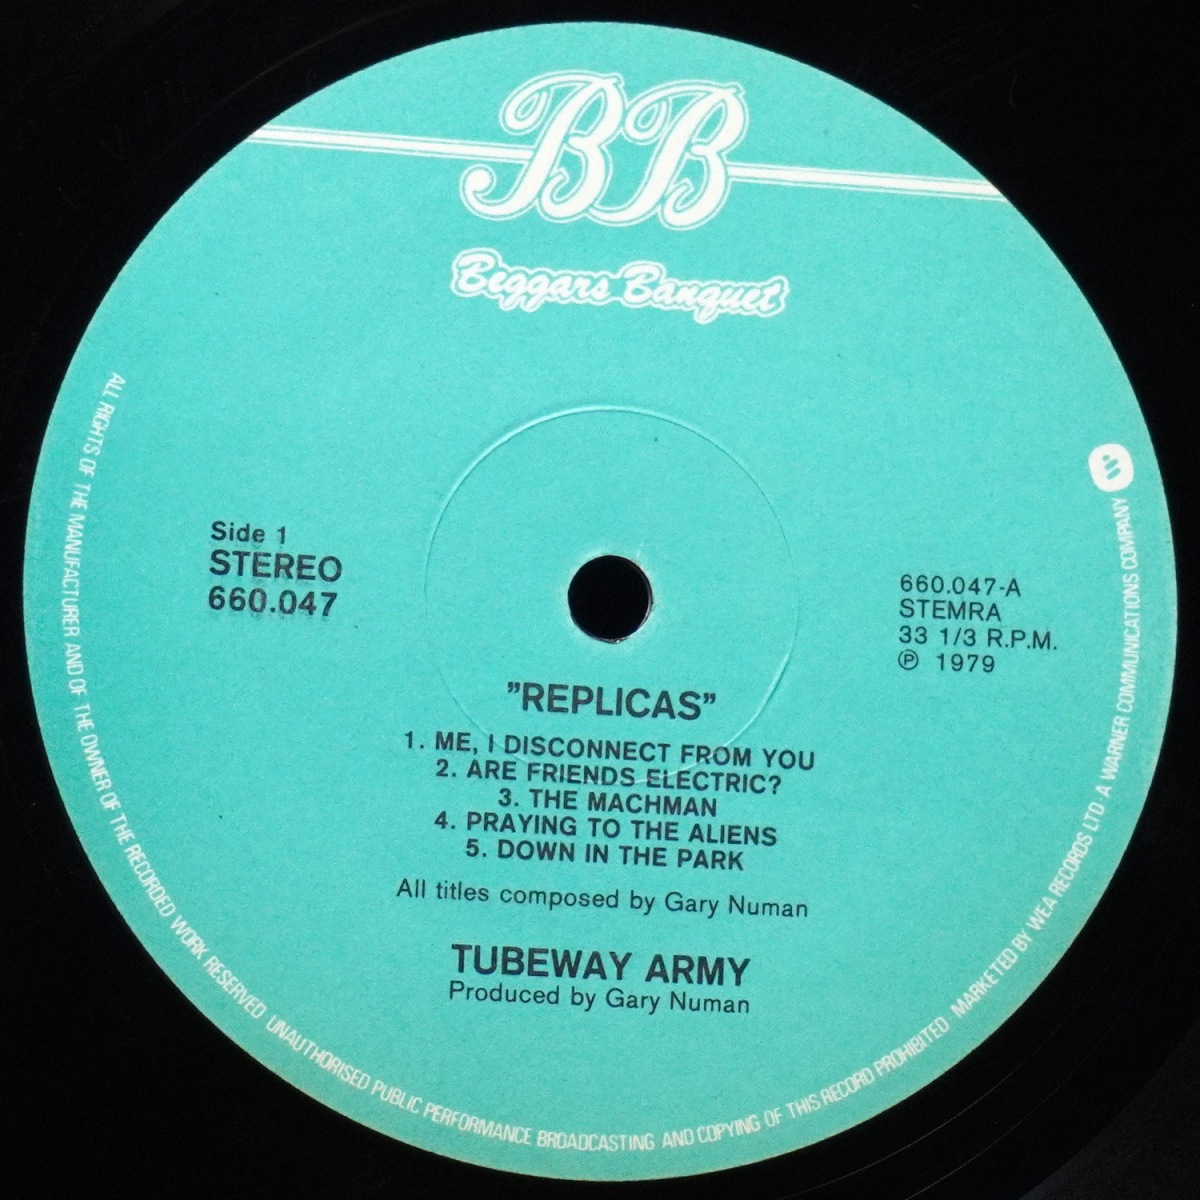 BB
Beggars Banquet
Side 1
STEREO
660.047
660.047-A
STEMRA
33 1/3 R.P.M.
℗ 1979
"REPLICAS"
1. ME, I DISCONNECT FROM YOU
2. ARE FRIENDS ELECTRIC?
3. THE MACHMAN
4. PRAYING TO THE ALIENS
5. DOWN IN THE PARK
All titles composed by Gary Numan
TUBEWAY ARMY
Produced by Gary Numan
ALL RIGHTS OF THE MANUFACTURER AND OF THE OWNER OF THE RECORDED WORK RESERVED UNAUTHORISED PUBLIC PERFORMANCE BROADCASTING AND COPYING OF THIS RECORD PROHIBITED MARKETED BY WEA RECORDS LTD A WARNER COMMUNICATIONS COMPANY